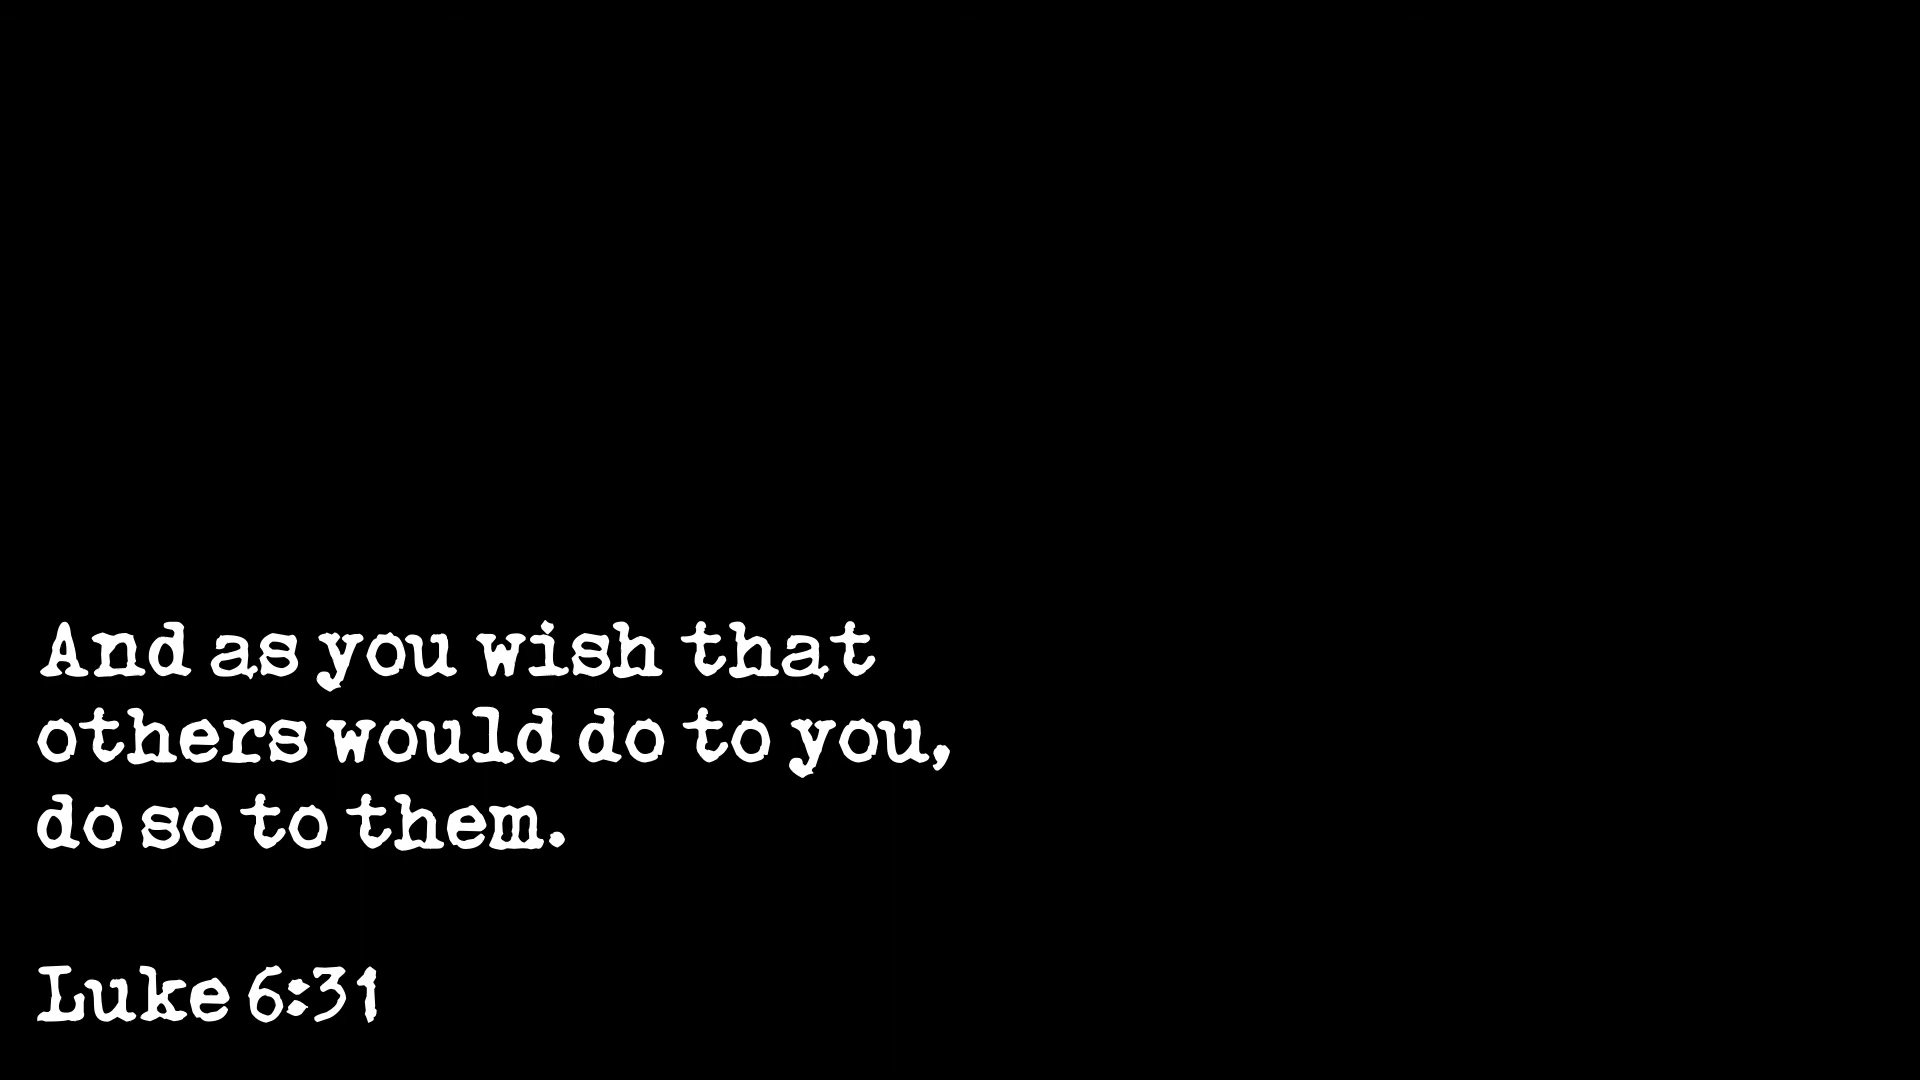 And as you wish that
others would do to you,
do so to them.
Luke 6:31